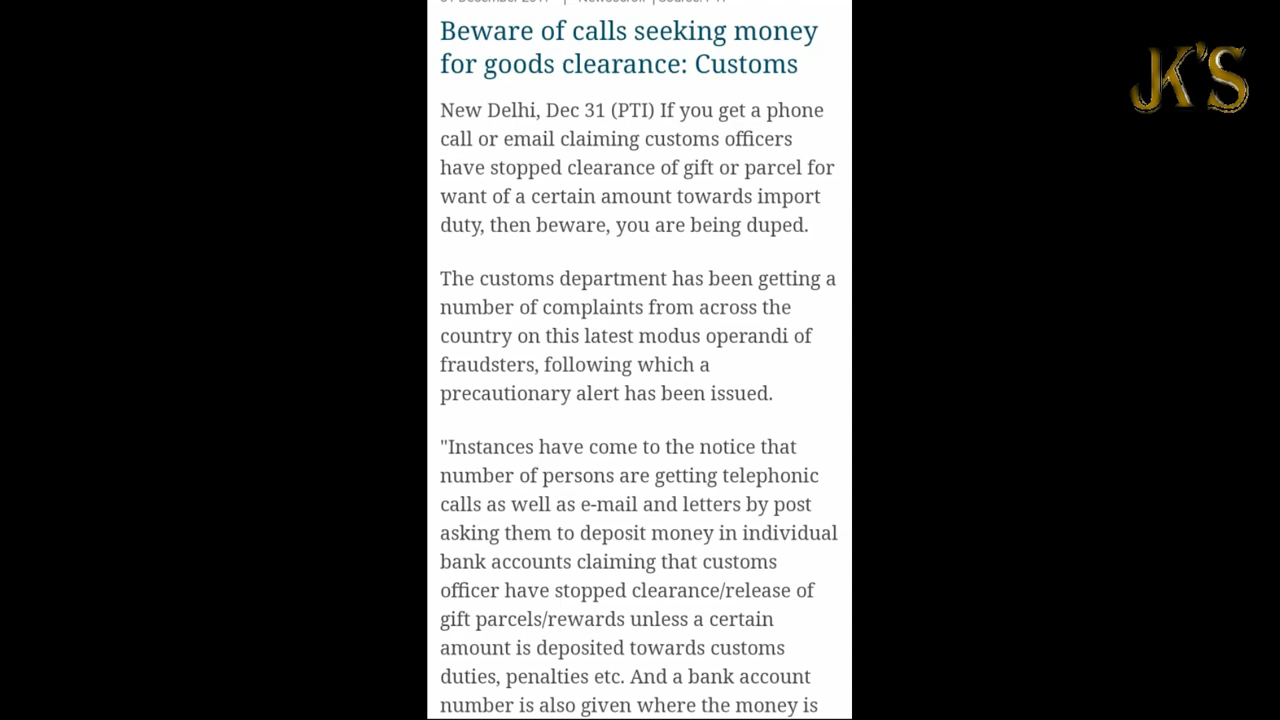 Beware of calls seeking money
for goods clearance: Customs
JK'S
New Delhi, Dec 31 (PTI) If you get a phone
call or email claiming customs officers
have stopped clearance of gift or parcel for
want of a certain amount towards import
duty, then beware, you are being duped.
The customs department has been getting a
number of complaints from across the
country on this latest modus operandi of
fraudsters, following which a
precautionary alert has been issued.
"Instances have come to the notice that
number of persons are getting telephonic
calls as well as e-mail and letters by post
asking them to deposit money in individual
bank accounts claiming that customs
officer have stopped clearance/release of
gift parcels/rewards unless a certain
amount is deposited towards customs
duties, penalties etc. And a bank account
number is also given where the money is